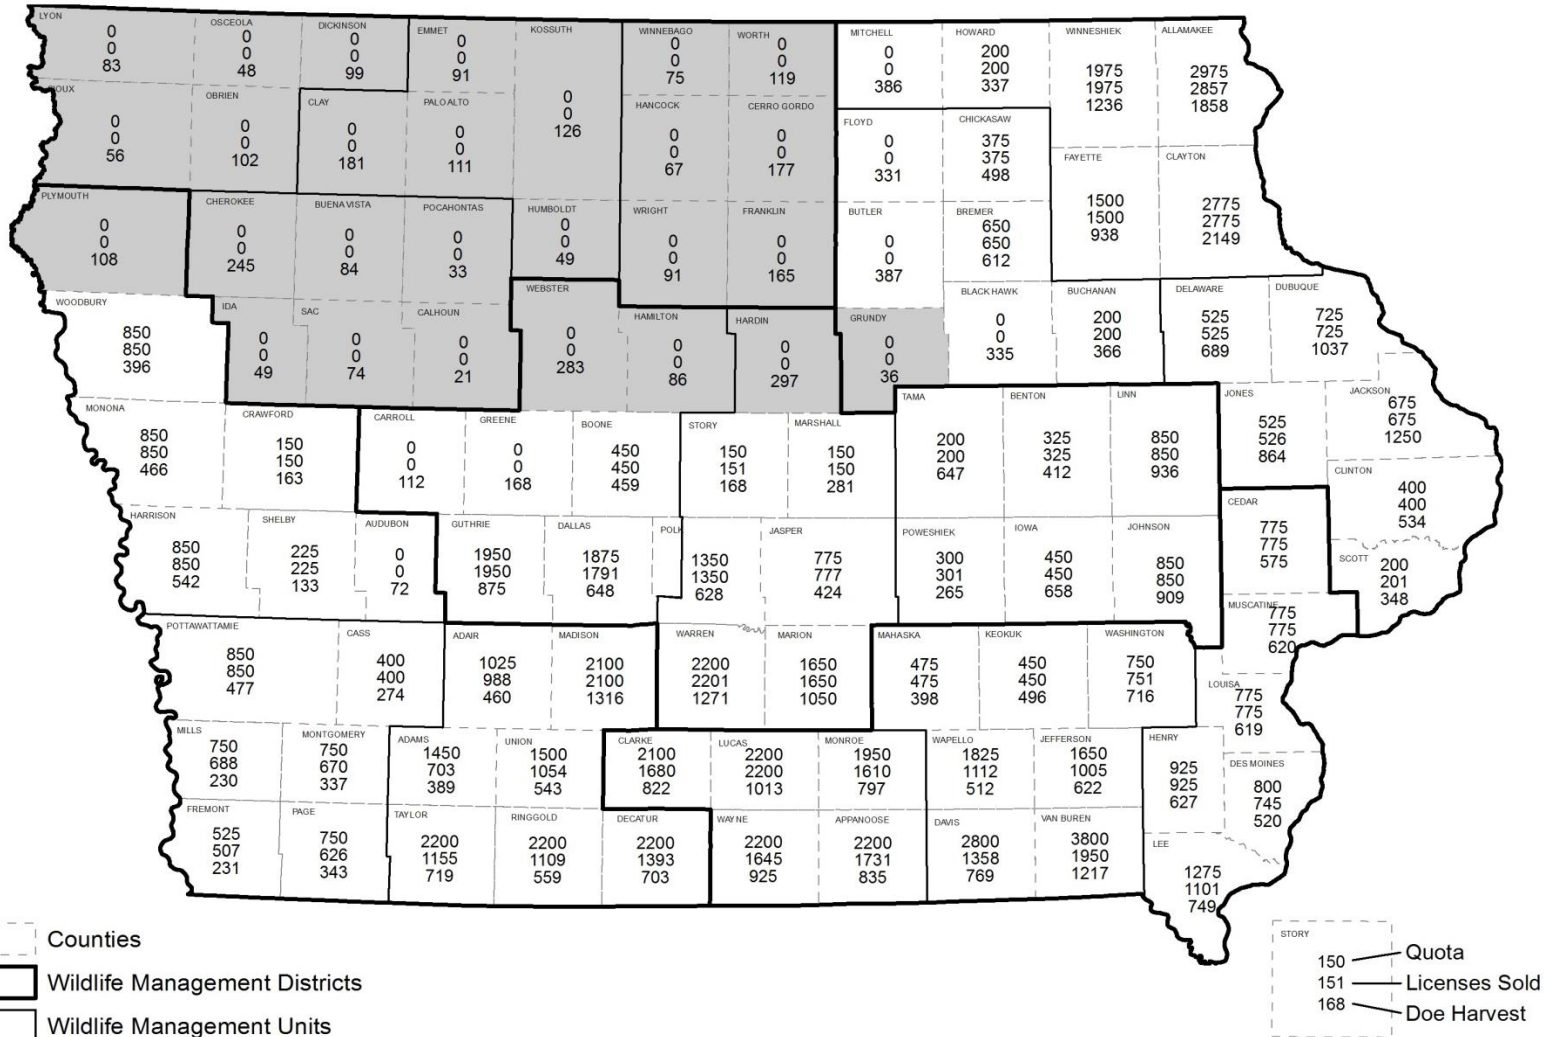 LYON
0
0
83
OSCEOLA
0
0
48
DICKINSON
0
0
99
EMMET
0
0
91
KOSSUTH
0
0
126
WINNEBAGO
0
0
75
WORTH
0
0
119
MITCHELL
0
0
386
HOWARD
200
200
337
WINNESHIEK
1975
1975
1236
ALLAMAKEE
2975
2857
1858
IOUX
0
0
56
OBRIEN
0
0
102
CLAY
0
0
181
PALO ALTO
0
0
111
HANCOCK
0
0
67
CERRO GORDO
0
0
177
FLOYD
0
0
331
CHICKASAW
375
375
498
FAYETTE
1500
1500
938
CLAYTON
2775
2775
2149
PLYMOUTH
0
0
108
CHEROKEE
0
0
245
BUENA VISTA
0
0
84
POCAHONTAS
0
0
33
HUMBOLDT
0
0
49
WRIGHT
0
0
91
FRANKLIN
0
0
165
BUTLER
0
0
387
BREMER
650
650
612
WOODBURY
850
850
396
IDA
0
0
49
SAC
0
0
74
CALHOUN
0
0
21
WEBSTER
0
0
283
HAMILTON
0
0
86
HARDIN
0
0
297
GRUNDY
0
0
36
BLACK HAWK
0
0
335
BUCHANAN
200
200
366
DELAWARE
525
525
689
DUBUQUE
725
725
1037
MONONA
850
850
466
CRAWFORD
150
150
163
CARROLL
0
0
112
GREENE
0
0
168
BOONE
450
450
459
STORY
150
151
168
MARSHALL
150
150
281
TAMA
200
200
647
BENTON
325
325
412
LINN
850
850
936
JONES
525
526
864
JACKSON
675
675
1250
CLINTON
400
400
534
HARRISON
850
850
542
SHELBY
225
225
133
AUDUBON
0
0
72
GUTHRIE
1950
1950
875
DALLAS
1875
1791
648
POLK
1350
1350
628
JASPER
775
777
424
POWESHIEK
300
301
265
IOWA
450
450
658
JOHNSON
850
850
909
CEDAR
775
775
575
SCOTT
200
201
348
MUSCATINE
775
775
620
POTTAWATTAMIE
850
850
477
CASS
400
400
274
ADAIR
1025
988
460
MADISON
2100
2100
1316
WARREN
2200
2201
1271
MARION
1650
1650
1050
MAHASKA
475
475
398
KEOKUK
450
450
496
WASHINGTON
750
751
716
LOUISA
775
775
619
MILLS
750
688
230
MONTGOMERY
750
670
337
ADAMS
1450
703
389
UNION
1500
1054
543
CLARKE
2100
1680
822
LUCAS
2200
2200
1013
MONROE
1950
1610
797
WAPELLO
1825
1112
512
JEFFERSON
1650
1005
622
HENRY
925
925
627
DES MOINES
800
745
520
FREMONT
525
507
231
PAGE
750
626
343
TAYLOR
2200
1155
719
RINGGOLD
2200
1109
559
DECATUR
2200
1393
703
WAYNE
2200
1645
925
APPANOOSE
2200
1731
835
DAVIS
2800
1358
769
VAN BUREN
3800
1950
1217
LEE
1275
1101
749
Counties
Wildlife Management Districts
Wildlife Management Units
STORY
150 Quota
151 Licenses Sold
168 Doe Harvest